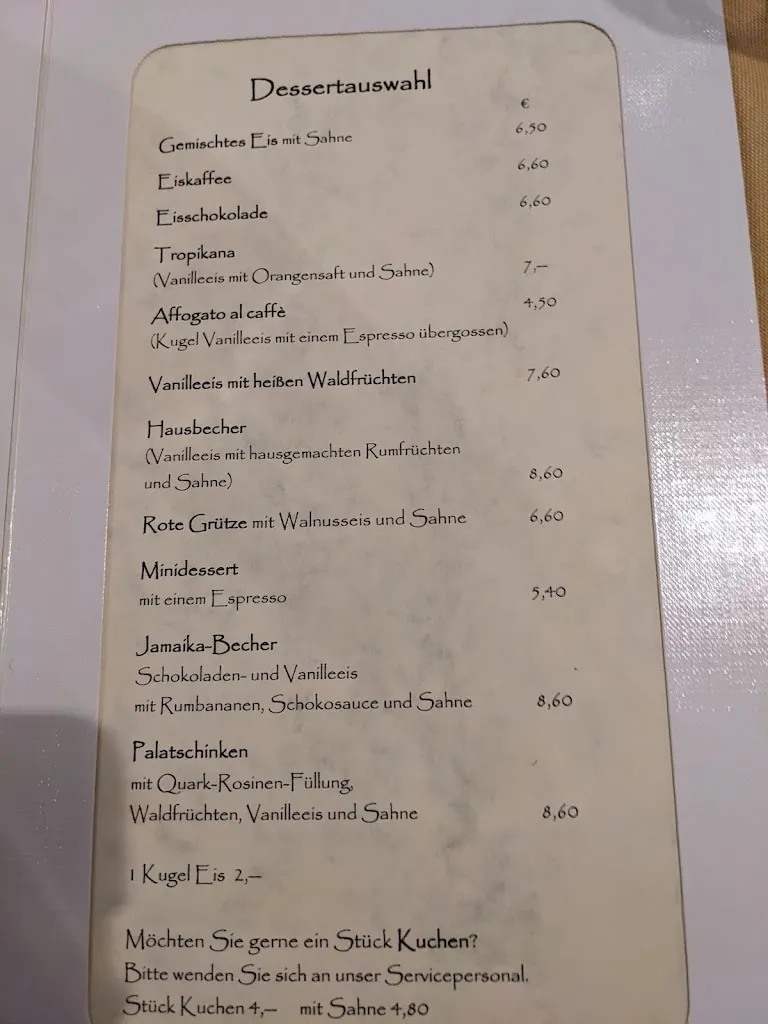 Dessertauswahl
€
Gemischtes Eis mit Sahne 6,50
Eiskaffee 6,60
Eisschokolade 6,60
Tropikana
(Vanilleeis mit Orangensaft und Sahne) 7,–
Affogato al caffè 4,50
(Kugel Vanilleeis mit einem Espresso übergossen)
Vanilleeis mit heißen Waldfrüchten 7,60
Hausbecher
(Vanilleeis mit hausgemachten Rumfrüchten
und Sahne) 8,60
Rote Grütze mit Walnusseis und Sahne 6,60
Minidessert
mit einem Espresso 5,40
Jamaika-Becher
Schokoladen- und Vanilleeis
mit Rumbananen, Schokosauce und Sahne 8,60
Palatschinken
mit Quark-Rosinen-Füllung,
Waldfrüchten, Vanilleeis und Sahne 8,60
1 Kugel Eis 2,–
Möchten Sie gerne ein Stück Kuchen?
Bitte wenden Sie sich an unser Servicepersonal.
Stück Kuchen 4,– mit Sahne 4,80